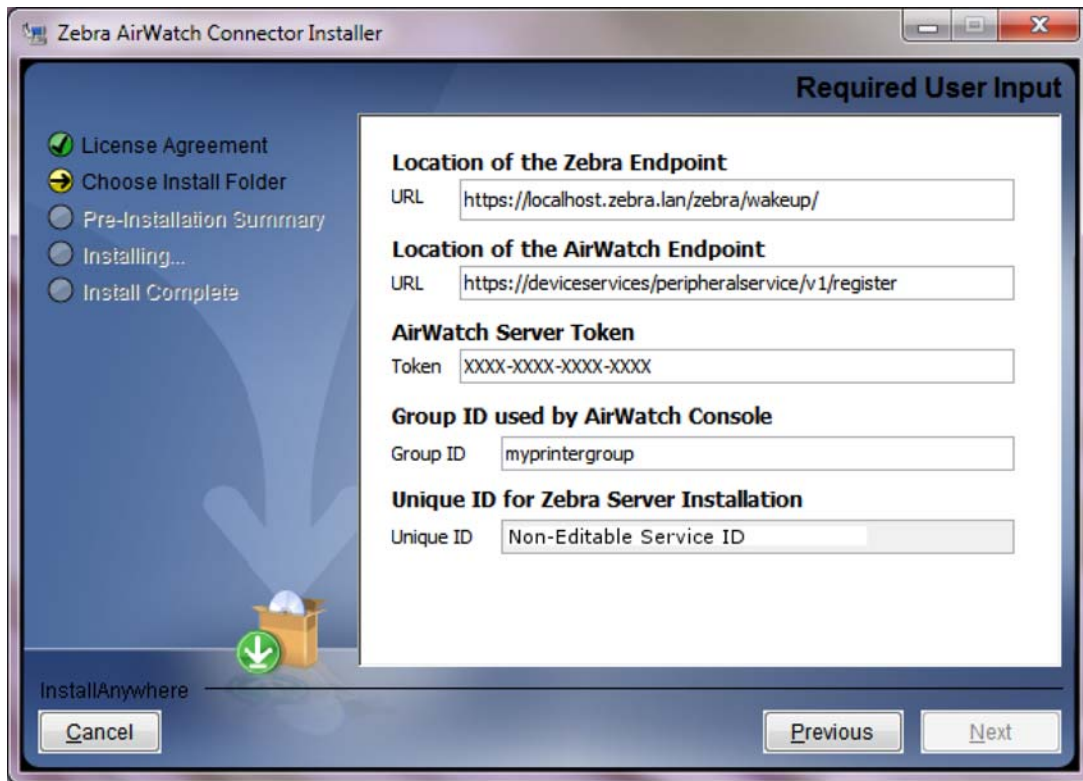 Zebra AirWatch Connector Installer
Required User Input
License Agreement
Choose Install Folder
Pre-Installation Summary
Installing...
Install Complete
Location of the Zebra Endpoint
URL https://localhost.zebra.lan/zebra/wakeup/
Location of the AirWatch Endpoint
URL https://deviceservices/peripheralservice/v1/register
AirWatch Server Token
Token XXXX-XXXX-XXXX-XXXX
Group ID used by AirWatch Console
Group ID myprintergroup
Unique ID for Zebra Server Installation
Unique ID Non-Editable Service ID
InstallAnywhere
Cancel Previous Next